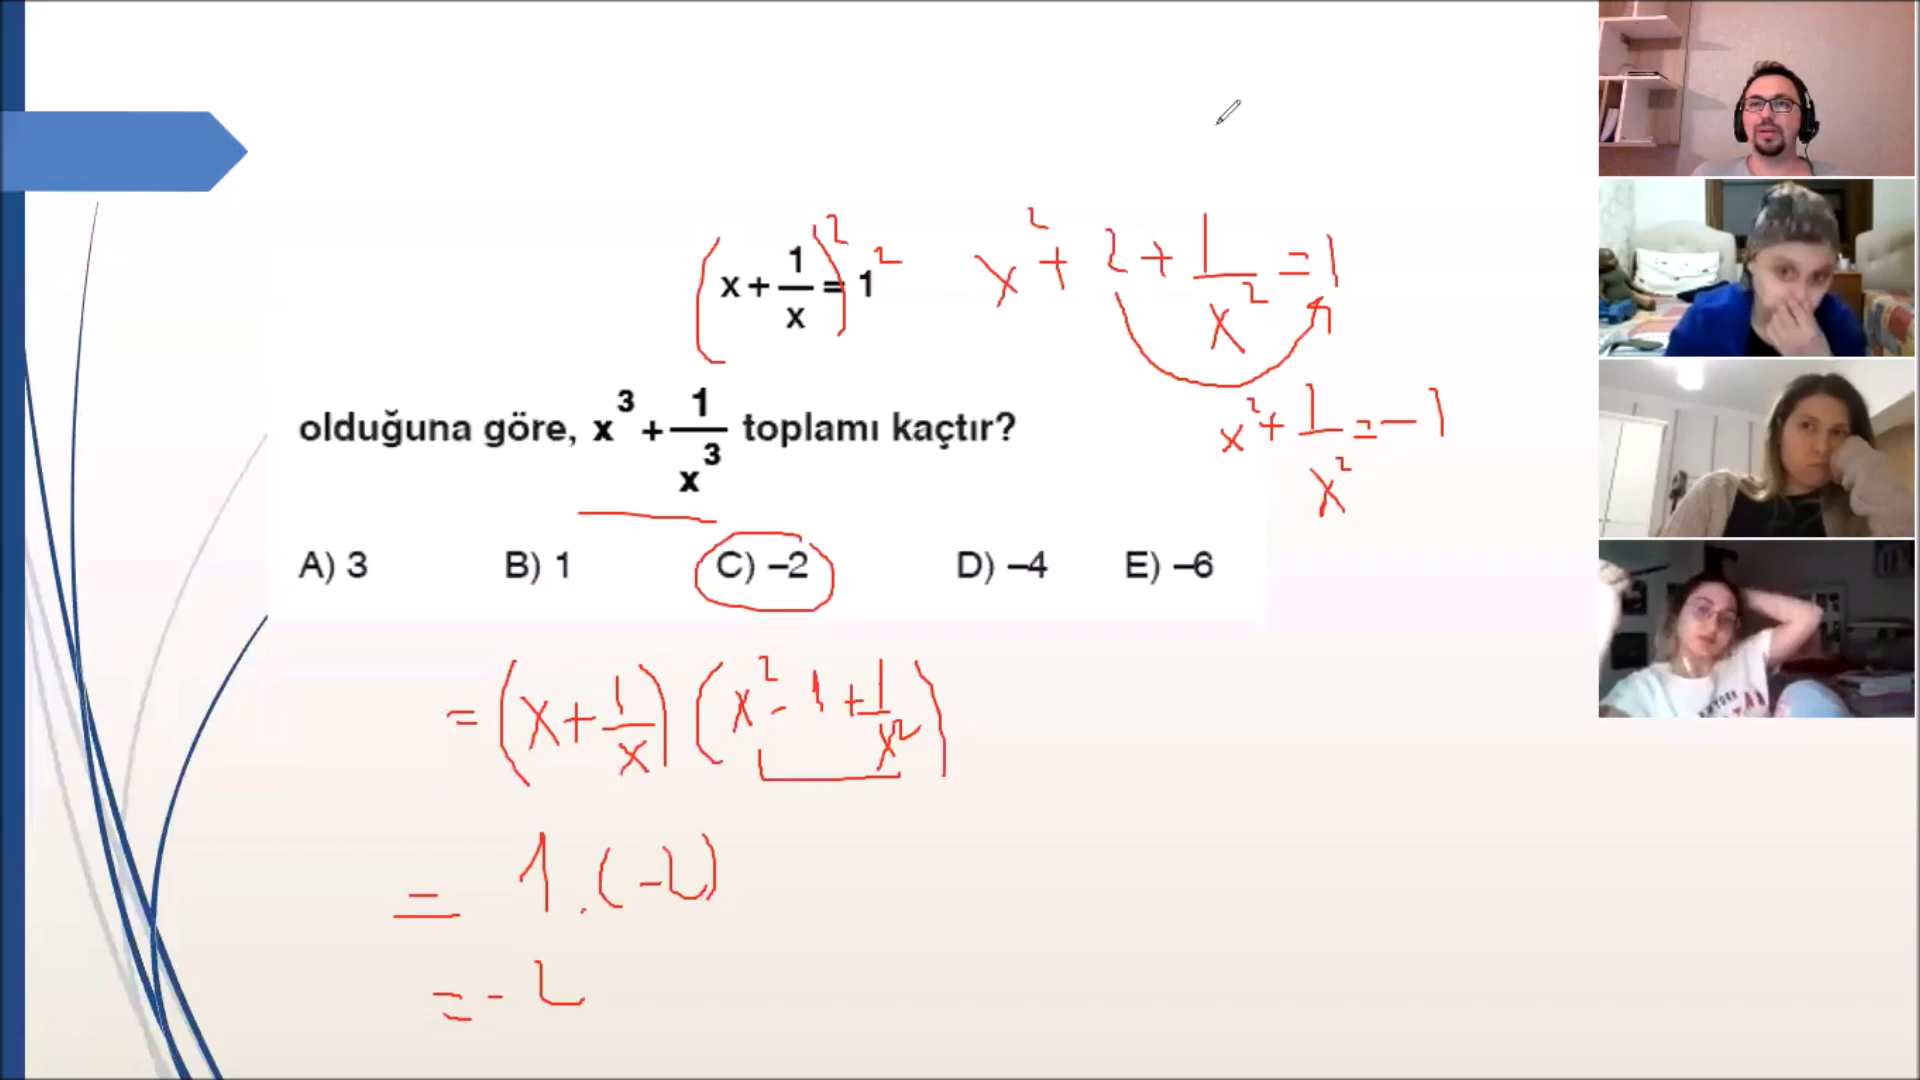 (x + 1/x)² = 1²
x² + 2 + 1/x² = 1
x² + 1/x² = -1
olduğuna göre, x³ + 1/x³ toplamı kaçtır?
A) 3 B) 1 C) –2 D) –4 E) –6
= (x + 1/x) (x² - 1 + 1/x²)
= 1 . (-2)
= - 2